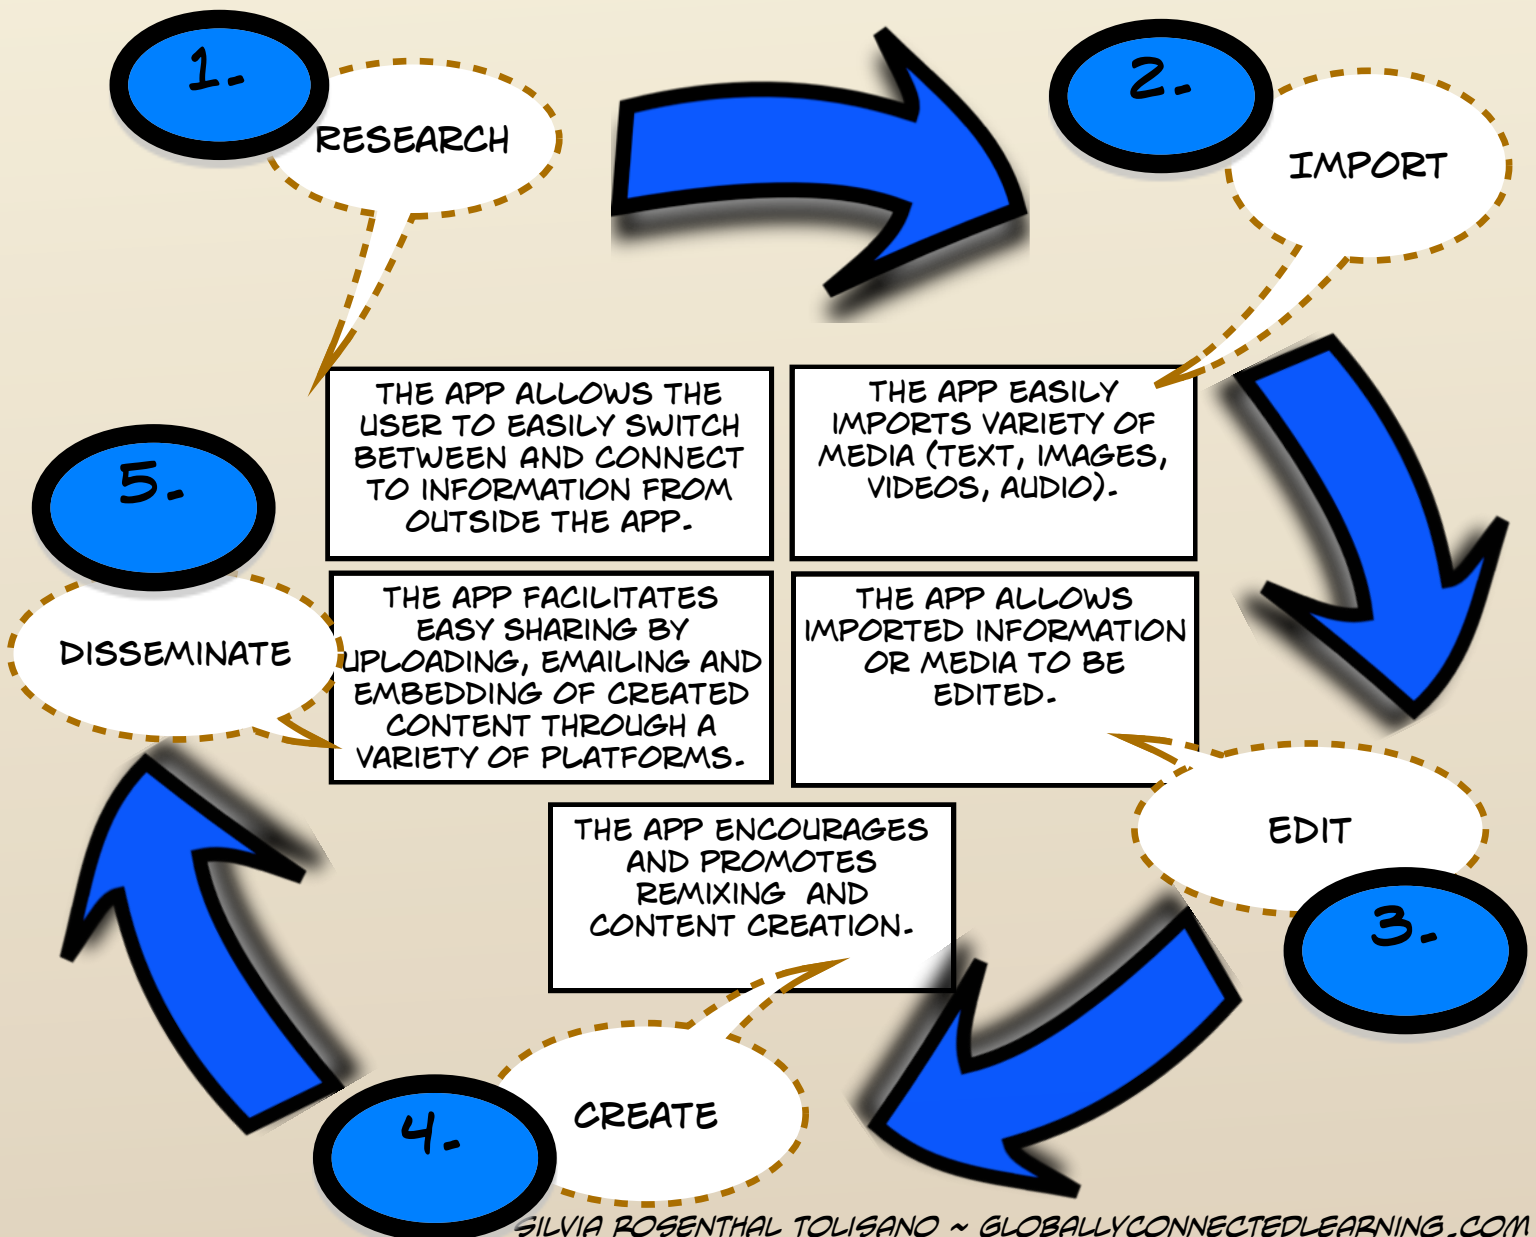 1.
RESEARCH
2.
IMPORT
THE APP ALLOWS THE
USER TO EASILY SWITCH
BETWEEN AND CONNECT
TO INFORMATION FROM
OUTSIDE THE APP.
THE APP EASILY
IMPORTS VARIETY OF
MEDIA (TEXT, IMAGES,
VIDEOS, AUDIO).
5.
DISSEMINATE
THE APP FACILITATES
EASY SHARING BY
UPLOADING, EMAILING AND
EMBEDDING OF CREATED
CONTENT THROUGH A
VARIETY OF PLATFORMS.
THE APP ALLOWS
IMPORTED INFORMATION
OR MEDIA TO BE
EDITED.
EDIT
3.
THE APP ENCOURAGES
AND PROMOTES
REMIXING AND
CONTENT CREATION.
CREATE
4.
SILVIA ROSENTHAL TOLISANO ~ GLOBALLYCONNECTEDLEARNING.COM